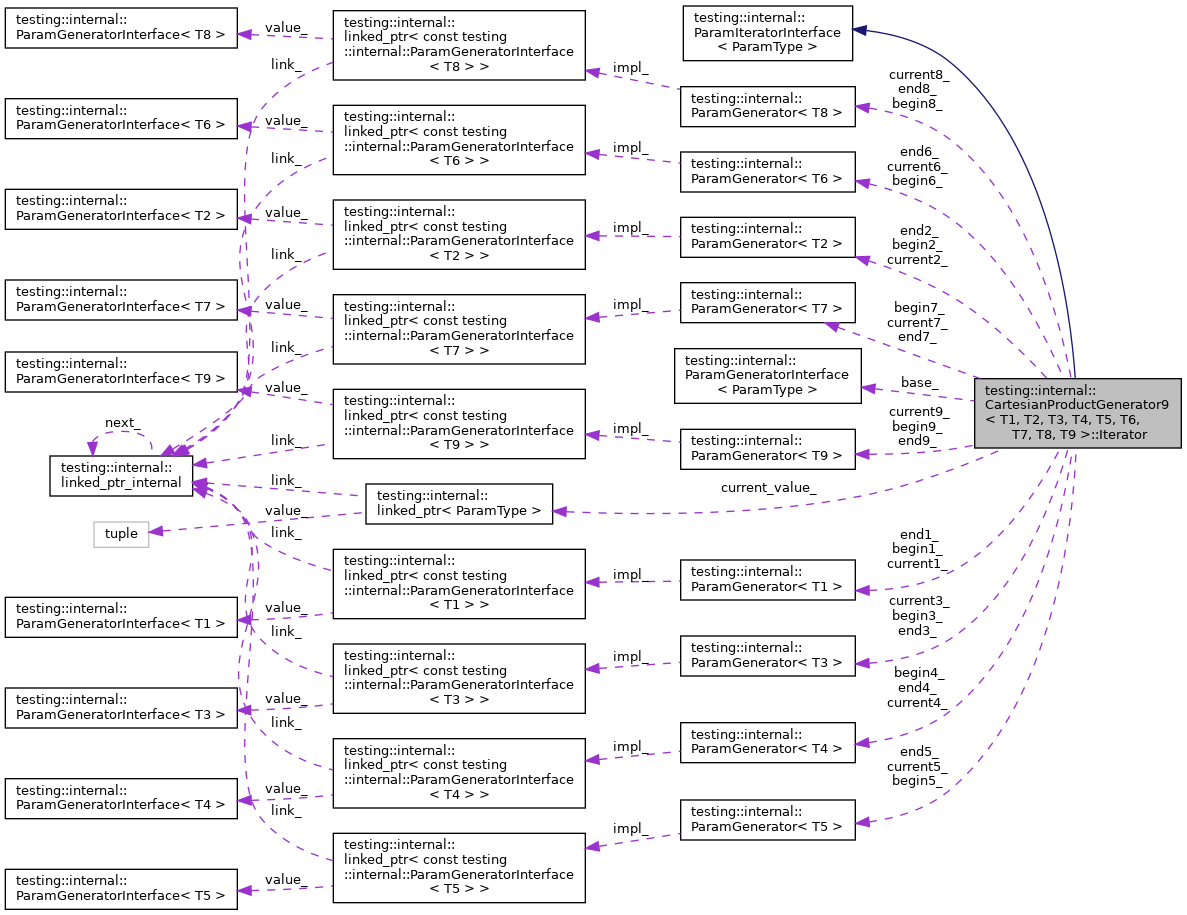 testing::internal::
ParamGeneratorInterface< T8 >
testing::internal::
ParamGeneratorInterface< T6 >
testing::internal::
ParamGeneratorInterface< T2 >
testing::internal::
ParamGeneratorInterface< T7 >
testing::internal::
ParamGeneratorInterface< T9 >
next_
testing::internal::
linked_ptr_internal
tuple
testing::internal::
ParamGeneratorInterface< T1 >
testing::internal::
ParamGeneratorInterface< T3 >
testing::internal::
ParamGeneratorInterface< T4 >
testing::internal::
ParamGeneratorInterface< T5 >
value_
link_
value_
link_
value_
link_
value_
link_
value_
link_
link_
value_
link_
value_
link_
value_
link_
value_
link_
value_
testing::internal::
linked_ptr< const testing
::internal::ParamGeneratorInterface
< T8 > >
testing::internal::
linked_ptr< const testing
::internal::ParamGeneratorInterface
< T6 > >
testing::internal::
linked_ptr< const testing
::internal::ParamGeneratorInterface
< T2 > >
testing::internal::
linked_ptr< const testing
::internal::ParamGeneratorInterface
< T7 > >
testing::internal::
linked_ptr< const testing
::internal::ParamGeneratorInterface
< T9 > >
testing::internal::
linked_ptr< ParamType >
testing::internal::
linked_ptr< const testing
::internal::ParamGeneratorInterface
< T1 > >
testing::internal::
linked_ptr< const testing
::internal::ParamGeneratorInterface
< T3 > >
testing::internal::
linked_ptr< const testing
::internal::ParamGeneratorInterface
< T4 > >
testing::internal::
linked_ptr< const testing
::internal::ParamGeneratorInterface
< T5 > >
impl_
impl_
impl_
impl_
impl_
impl_
impl_
impl_
impl_
testing::internal::
ParamIteratorInterface
< ParamType >
testing::internal::
ParamGenerator< T8 >
testing::internal::
ParamGenerator< T6 >
testing::internal::
ParamGenerator< T2 >
testing::internal::
ParamGenerator< T7 >
testing::internal::
ParamGeneratorInterface
< ParamType >
testing::internal::
ParamGenerator< T9 >
current_value_
testing::internal::
ParamGenerator< T1 >
testing::internal::
ParamGenerator< T3 >
testing::internal::
ParamGenerator< T4 >
testing::internal::
ParamGenerator< T5 >
current8_
end8_
begin8_
end6_
current6_
begin6_
end2_
begin2_
current2_
begin7_
current7_
end7_
base_
current9_
begin9_
end9_
end1_
begin1_
current1_
current3_
begin3_
end3_
begin4_
end4_
current4_
end5_
current5_
begin5_
testing::internal::
CartesianProductGenerator9
< T1, T2, T3, T4, T5, T6,
T7, T8, T9 >::Iterator